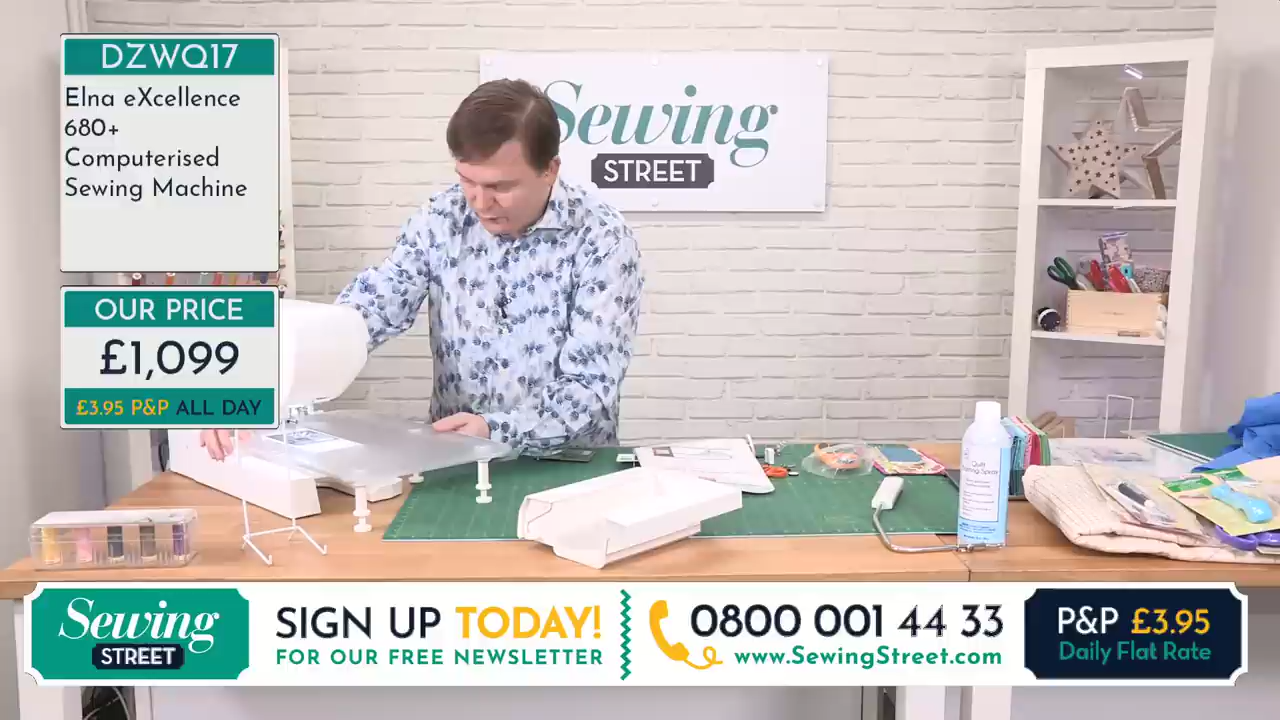 DZWQ17
Elna eXcellence
680+
Computerised
Sewing Machine
OUR PRICE
£1,099
£3.95 P&P ALL DAY
Sewing
STREET
Quilt
Spray
Sewing
STREET
SIGN UP TODAY!
FOR OUR FREE NEWSLETTER
0800 001 44 33
www.SewingStreet.com
P&P £3.95
Daily Flat Rate